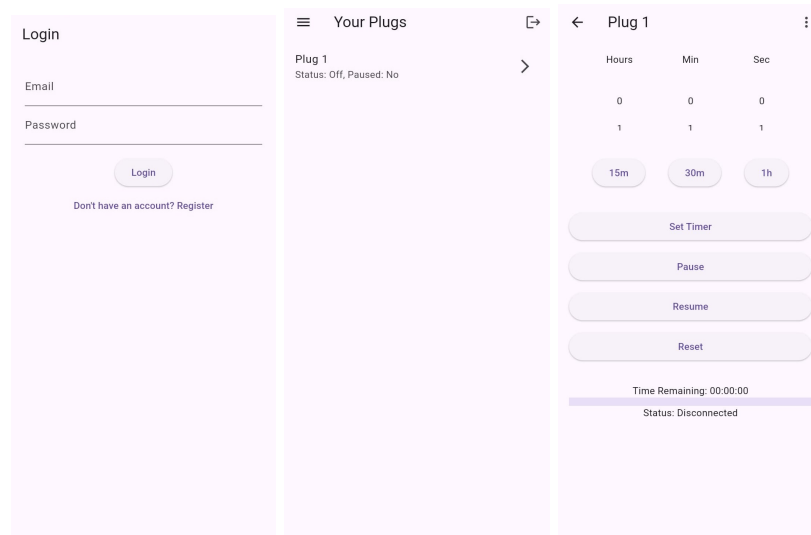 Login
Email
Password
Login
Don't have an account? Register
Your Plugs
Plug 1
Status: Off, Paused: No
Plug 1
Hours Min Sec
0 0 0
1 1 1
15m 30m 1h
Set Timer
Pause
Resume
Reset
Time Remaining: 00:00:00
Status: Disconnected